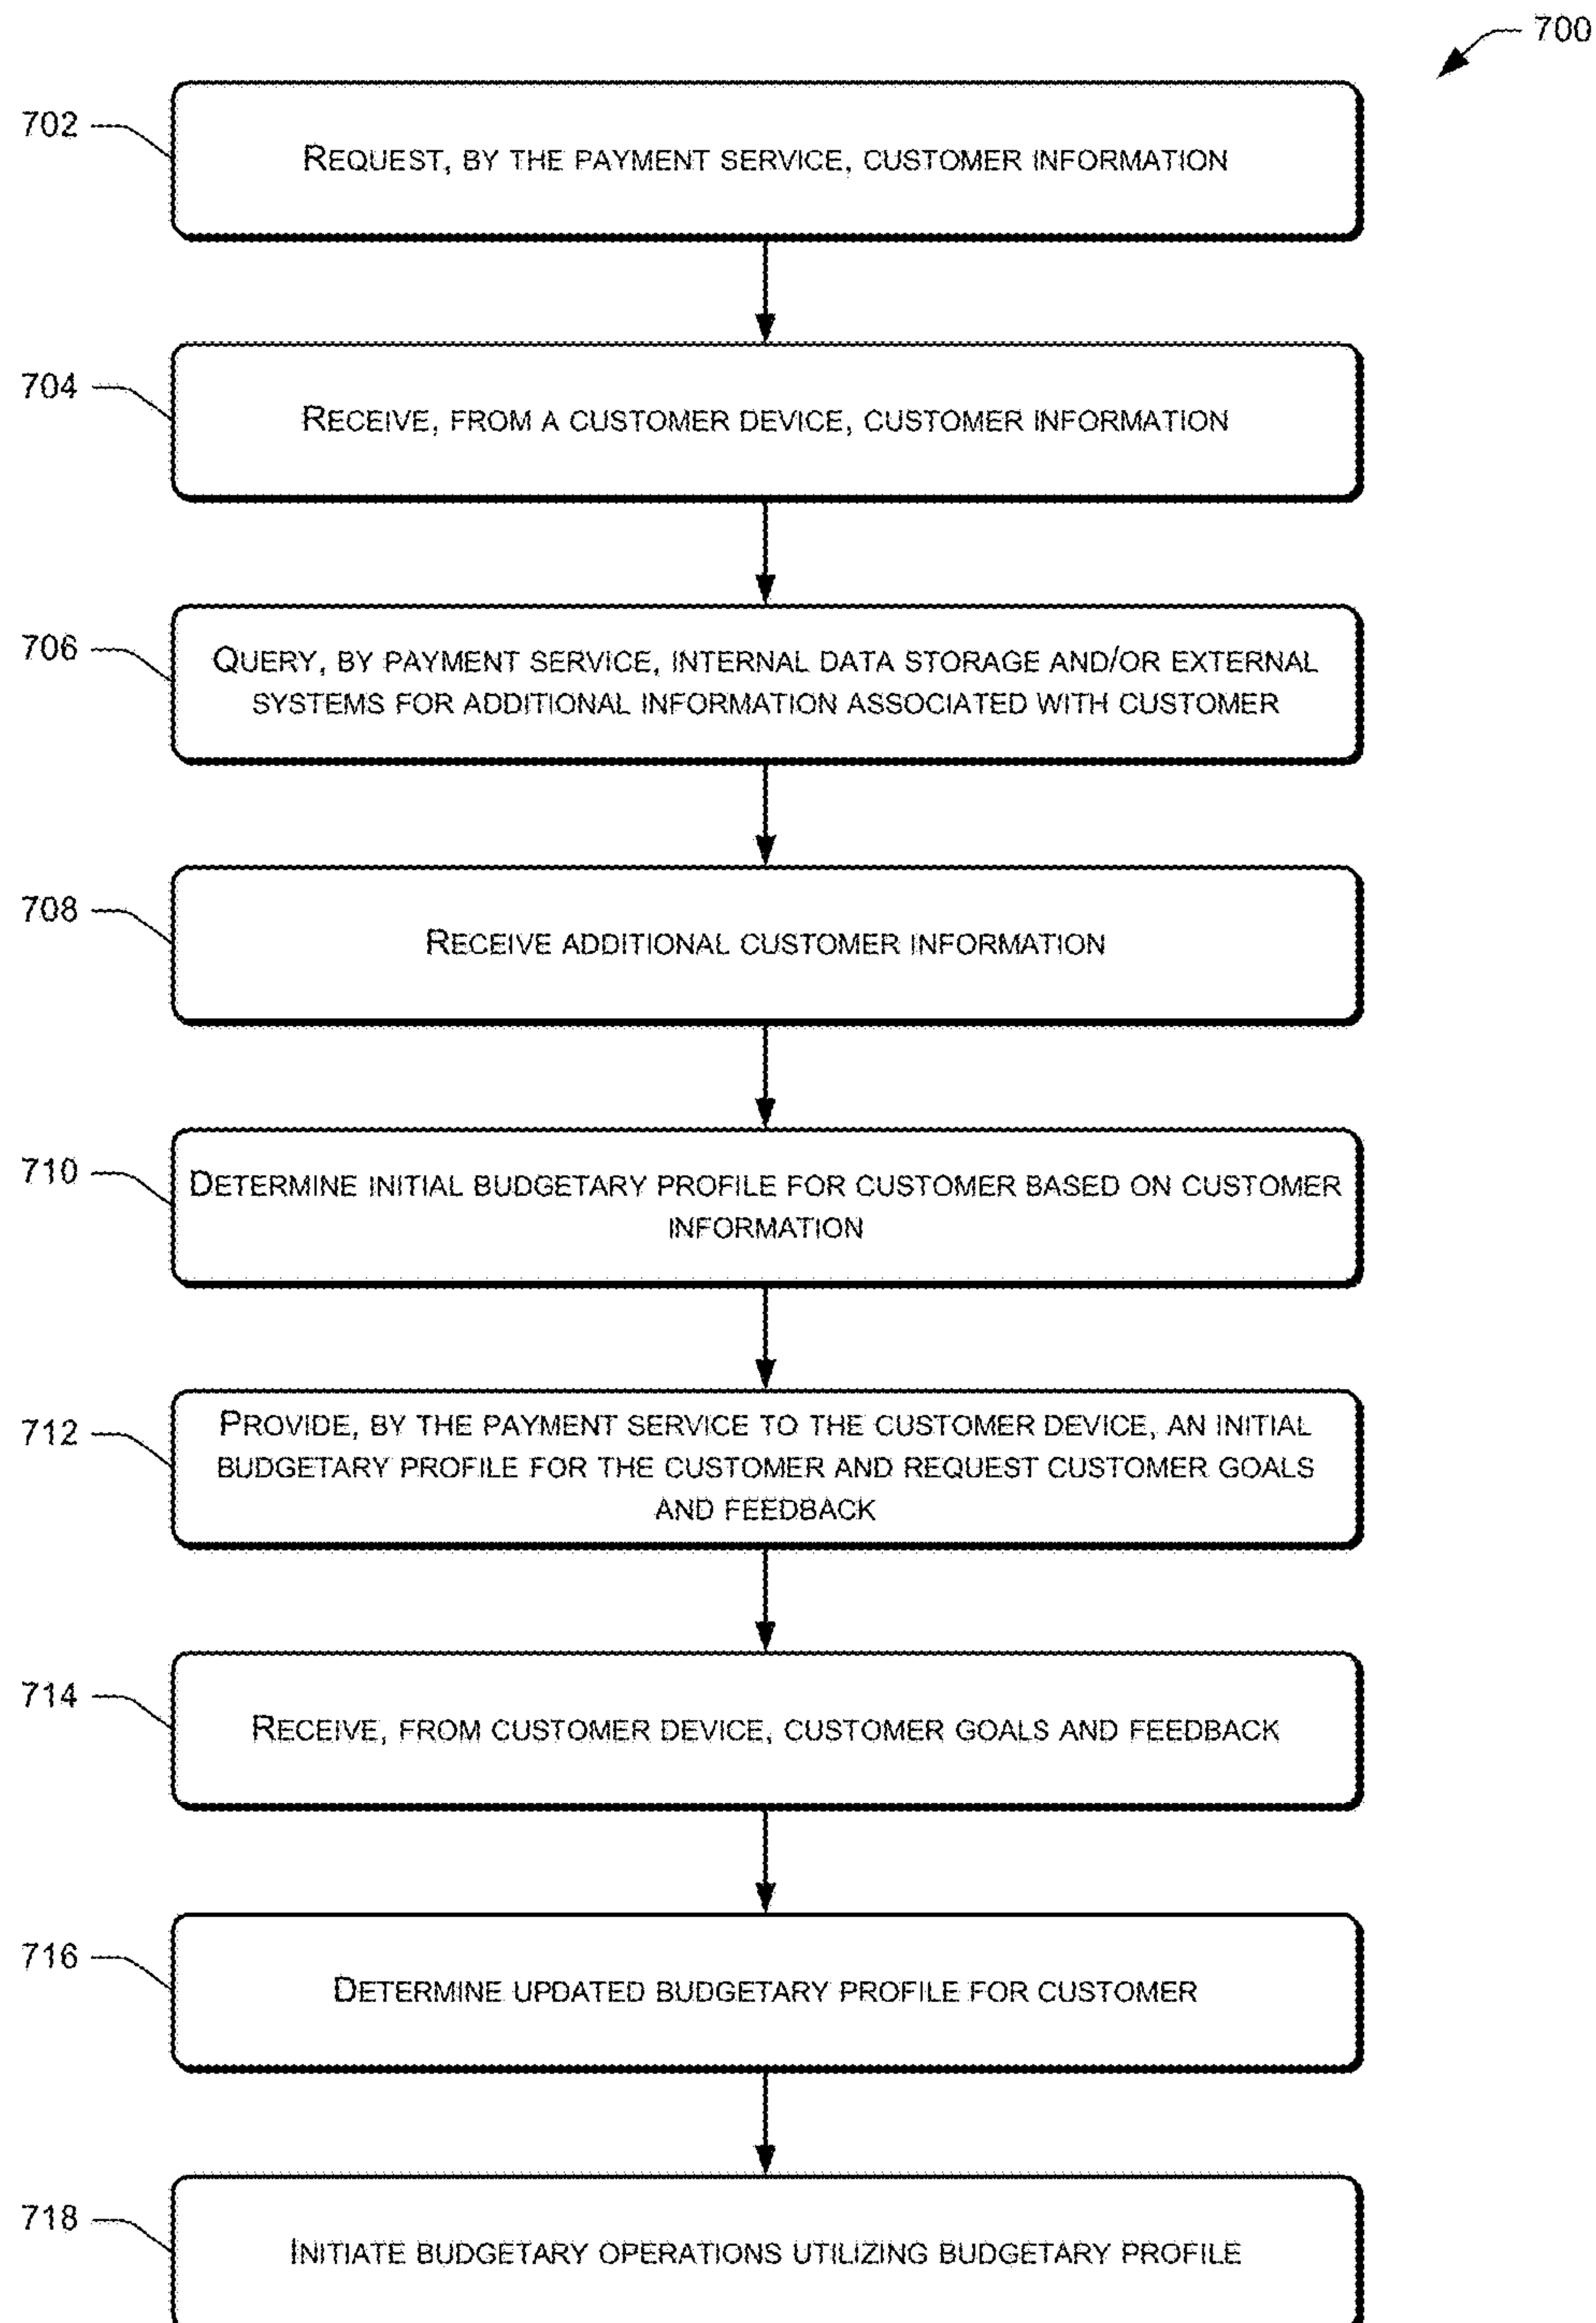 700
702
REQUEST, BY THE PAYMENT SERVICE, CUSTOMER INFORMATION
704
RECEIVE, FROM A CUSTOMER DEVICE, CUSTOMER INFORMATION
706
QUERY, BY PAYMENT SERVICE, INTERNAL DATA STORAGE AND/OR EXTERNAL
SYSTEMS FOR ADDITIONAL INFORMATION ASSOCIATED WITH CUSTOMER
708
RECEIVE ADDITIONAL CUSTOMER INFORMATION
710
DETERMINE INITIAL BUDGETARY PROFILE FOR CUSTOMER BASED ON CUSTOMER
INFORMATION
712
PROVIDE, BY THE PAYMENT SERVICE TO THE CUSTOMER DEVICE, AN INITIAL
BUDGETARY PROFILE FOR THE CUSTOMER AND REQUEST CUSTOMER GOALS
AND FEEDBACK
714
RECEIVE, FROM CUSTOMER DEVICE, CUSTOMER GOALS AND FEEDBACK
716
DETERMINE UPDATED BUDGETARY PROFILE FOR CUSTOMER
718
INITIATE BUDGETARY OPERATIONS UTILIZING BUDGETARY PROFILE